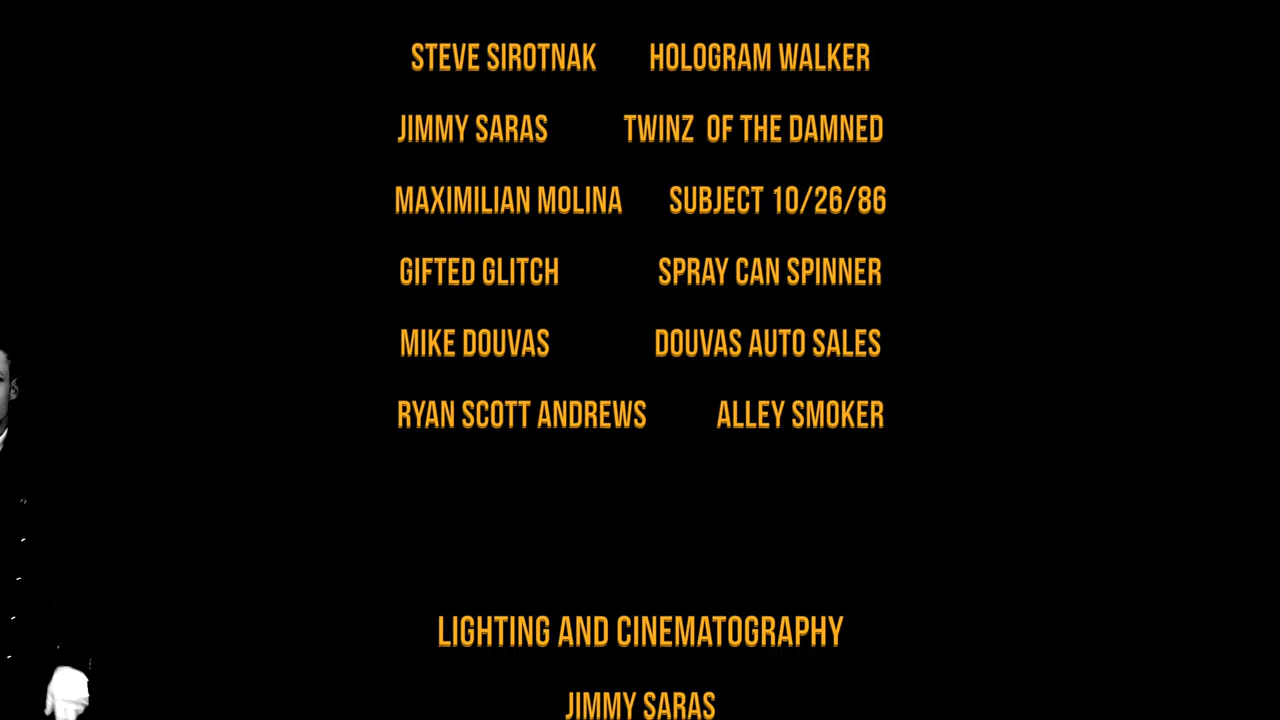 STEVE SIROTNAK HOLOGRAM WALKER
JIMMY SARAS TWINZ OF THE DAMNED
MAXIMILIAN MOLINA SUBJECT 10/26/86
GIFTED GLITCH SPRAY CAN SPINNER
MIKE DOUVAS DOUVAS AUTO SALES
RYAN SCOTT ANDREWS ALLEY SMOKER
LIGHTING AND CINEMATOGRAPHY
JIMMY SARAS